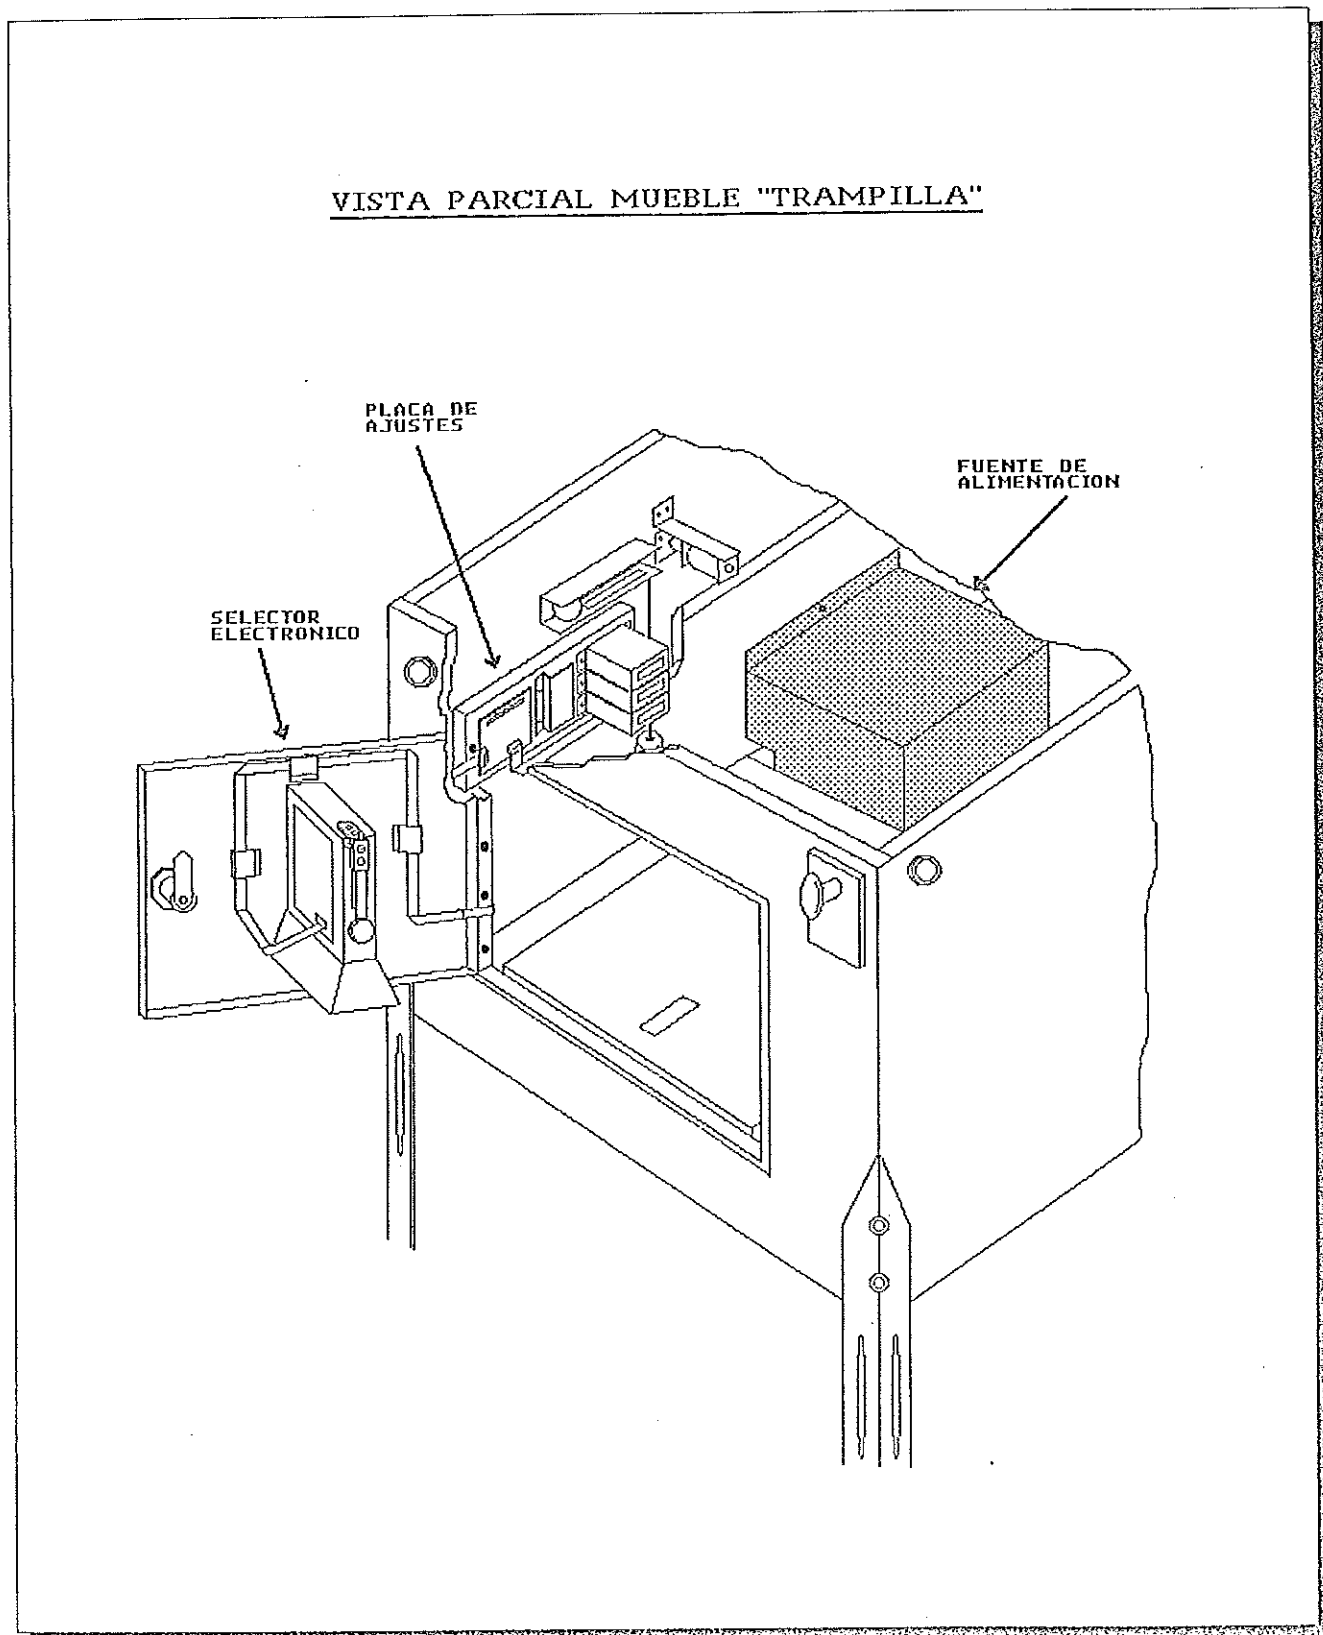 VISTA PARCIAL MUEBLE "TRAMPILLA"
PLACA DE
AJUSTES
FUENTE DE
ALIMENTACION
SELECTOR
ELECTRONICO